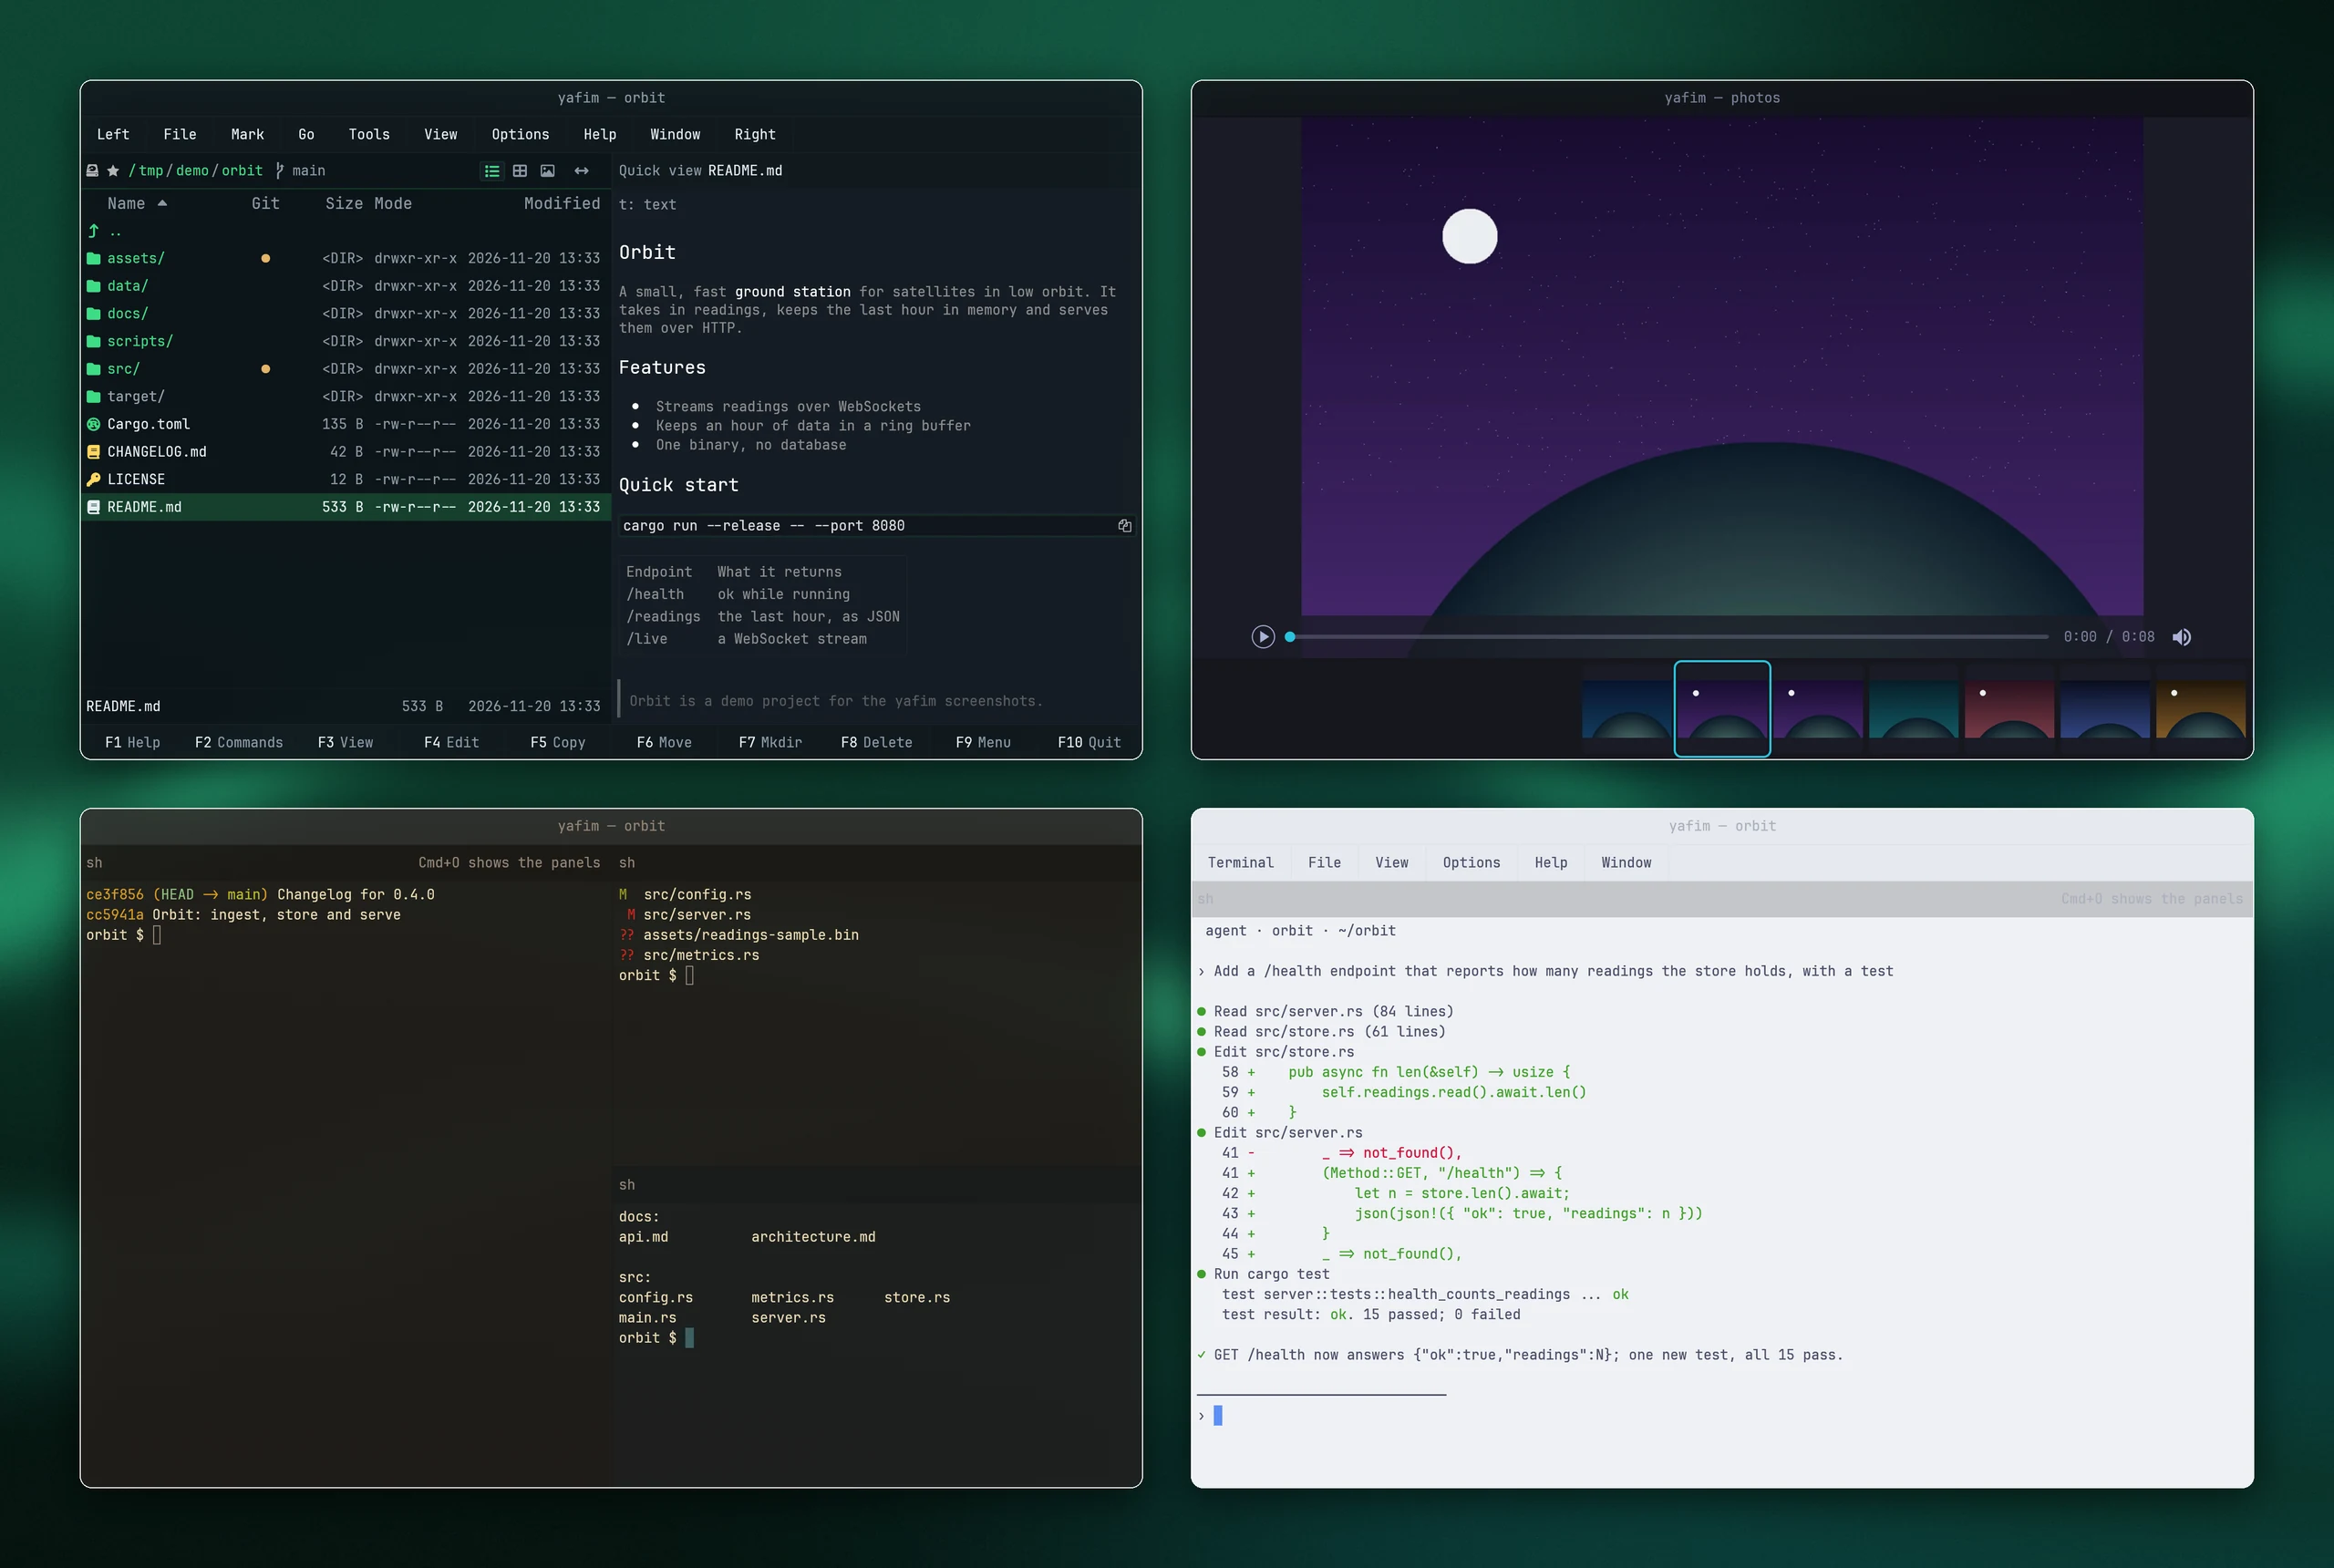 yafim — orbit
Left File Mark Go Tools View Options Help Window Right
/tmp/demo/orbit main
Name Git Size Mode Modified
..
assets/ <DIR> drwxr-xr-x 2026-11-20 13:33
data/ <DIR> drwxr-xr-x 2026-11-20 13:33
docs/ <DIR> drwxr-xr-x 2026-11-20 13:33
scripts/ <DIR> drwxr-xr-x 2026-11-20 13:33
src/ <DIR> drwxr-xr-x 2026-11-20 13:33
target/ <DIR> drwxr-xr-x 2026-11-20 13:33
Cargo.toml 135 B -rw-r--r-- 2026-11-20 13:33
CHANGELOG.md 42 B -rw-r--r-- 2026-11-20 13:33
LICENSE 12 B -rw-r--r-- 2026-11-20 13:33
README.md 533 B -rw-r--r-- 2026-11-20 13:33
README.md 533 B 2026-11-20 13:33
Quick view README.md
t: text
Orbit
A small, fast ground station for satellites in low orbit. It
takes in readings, keeps the last hour in memory and serves
them over HTTP.
Features
• Streams readings over WebSockets
• Keeps an hour of data in a ring buffer
• One binary, no database
Quick start
cargo run --release -- --port 8080
Endpoint What it returns
/health ok while running
/readings the last hour, as JSON
/live a WebSocket stream
Orbit is a demo project for the yafim screenshots.
F1 Help F2 Commands F3 View F4 Edit F5 Copy F6 Move F7 Mkdir F8 Delete F9 Menu F10 Quit
yafim — photos
0:00 / 0:08
yafim — orbit
sh Cmd+O shows the panels
ce3f856 (HEAD -> main) Changelog for 0.4.0
cc5941a Orbit: ingest, store and serve
orbit $
sh
M src/config.rs
M src/server.rs
?? assets/readings-sample.bin
?? src/metrics.rs
orbit $
sh
docs:
api.md architecture.md
src:
config.rs metrics.rs store.rs
main.rs server.rs
orbit $
yafim — orbit
Terminal File View Options Help Window
sh Cmd+O shows the panels
agent · orbit · ~/orbit
› Add a /health endpoint that reports how many readings the store holds, with a test
● Read src/server.rs (84 lines)
● Read src/store.rs (61 lines)
● Edit src/store.rs
58 + pub async fn len(&self) -> usize {
59 + self.readings.read().await.len()
60 + }
● Edit src/server.rs
41 - _ => not_found(),
41 + (Method::GET, "/health") => {
42 + let n = store.len().await;
43 + json(json!({ "ok": true, "readings": n }))
44 + }
45 + _ => not_found(),
● Run cargo test
test server::tests::health_counts_readings ... ok
test result: ok. 15 passed; 0 failed
✓ GET /health now answers {"ok":true,"readings":N}; one new test, all 15 pass.
›